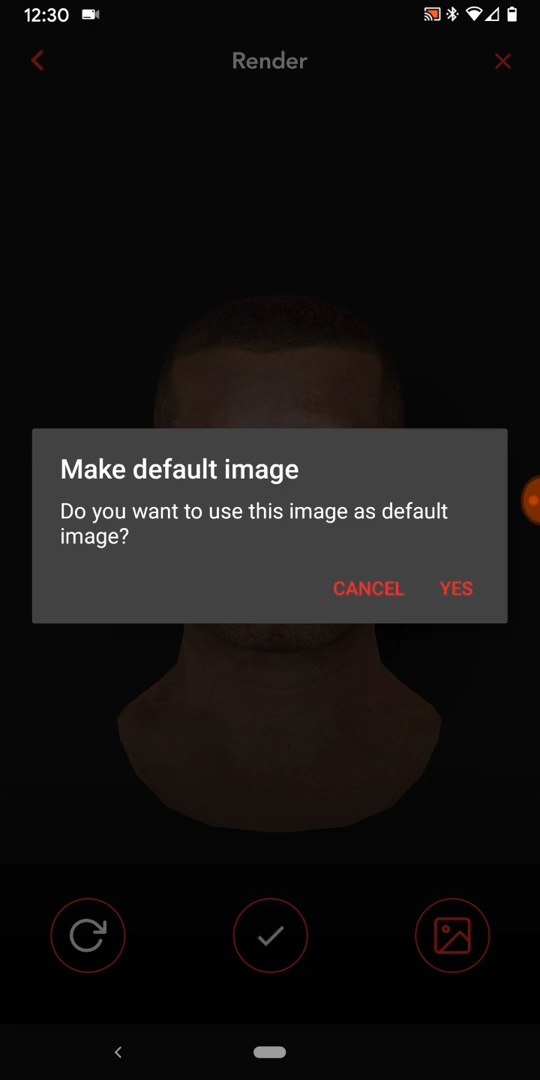 12:30
Render
Make default image
Do you want to use this image as default
image?
CANCEL YES